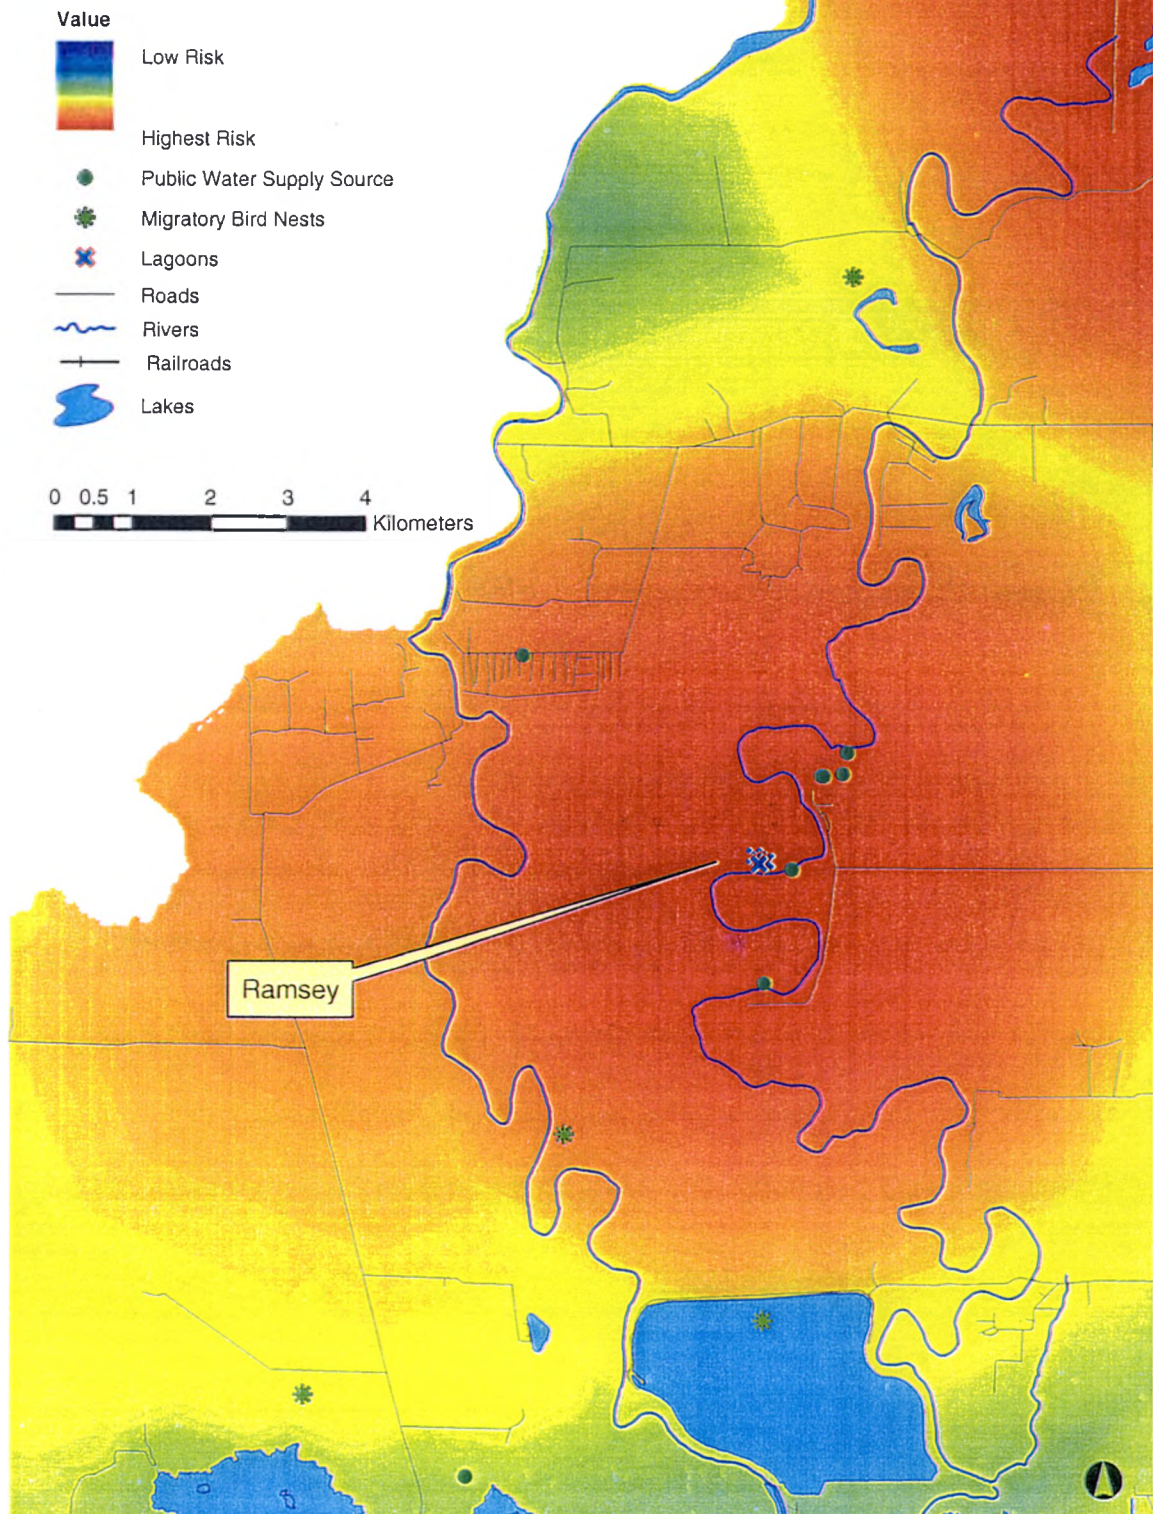 Value
Low Risk
Highest Risk
Public Water Supply Source
Migratory Bird Nests
Lagoons
Roads
Rivers
Railroads
Lakes
0 0.5 1 2 3 4
Kilometers
Ramsey